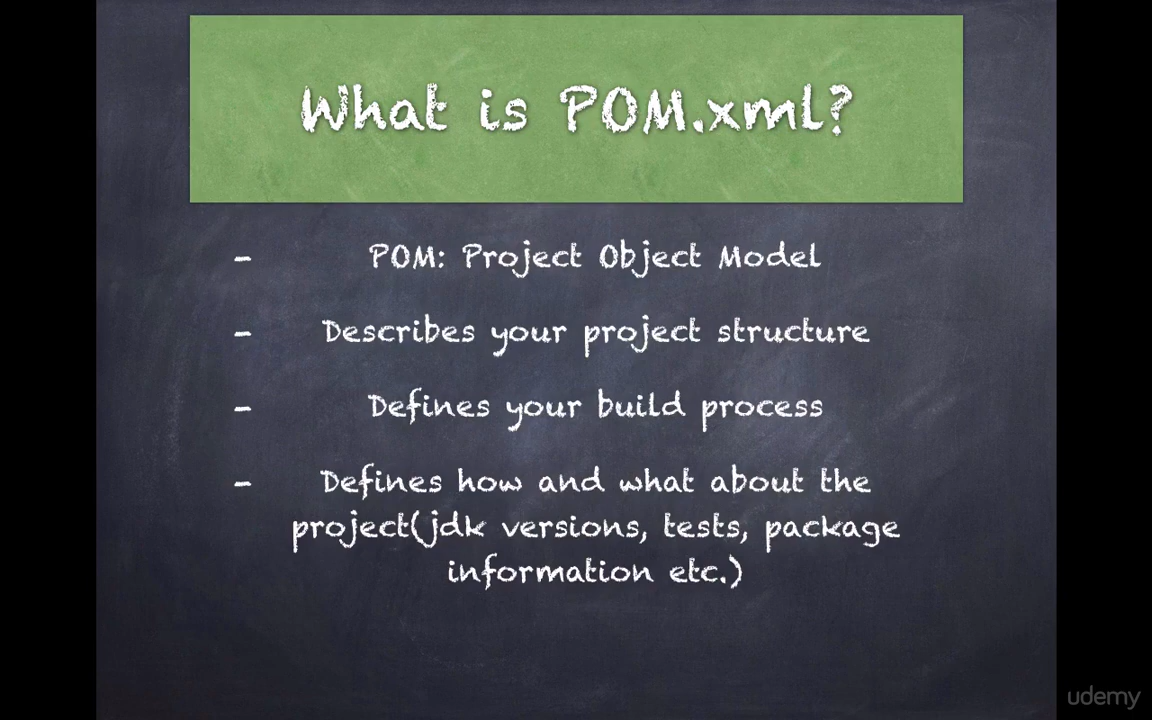 What is POM.xml?
- POM: Project Object Model
- Describes your project structure
- Defines your build process
- Defines how and what about the
project(jdk versions, tests, package
information etc.)
udemy